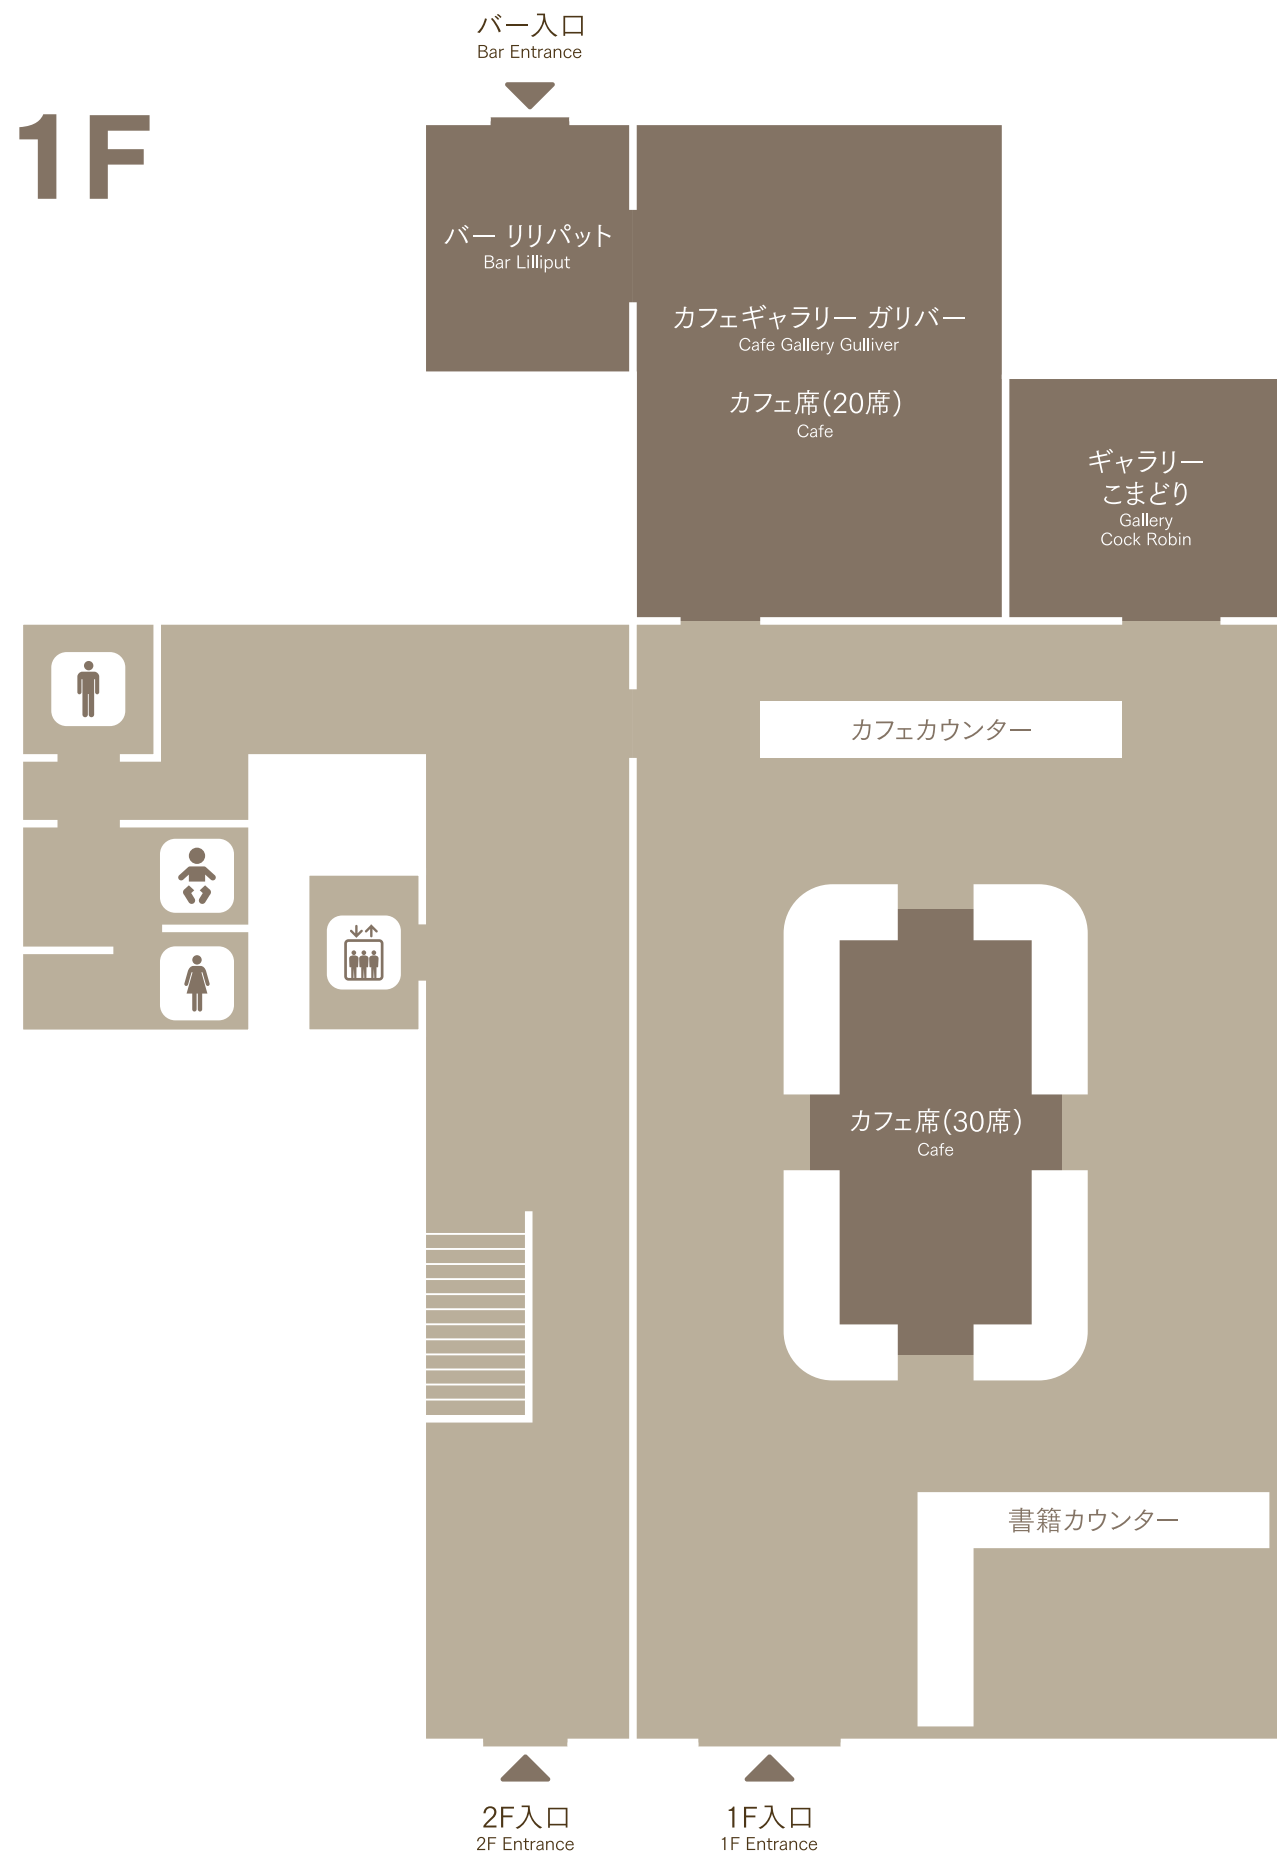 バー入口
Bar Entrance
1F
バー リリパット
Bar Lilliput
カフェギャラリー ガリバー
Cafe Gallery Gulliver
カフェ席(20席)
Cafe
ギャラリー
こまどり
Gallery
Cock Robin
カフェカウンター
カフェ席(30席)
Cafe
書籍カウンター
2F入口
2F Entrance
1F入口
1F Entrance